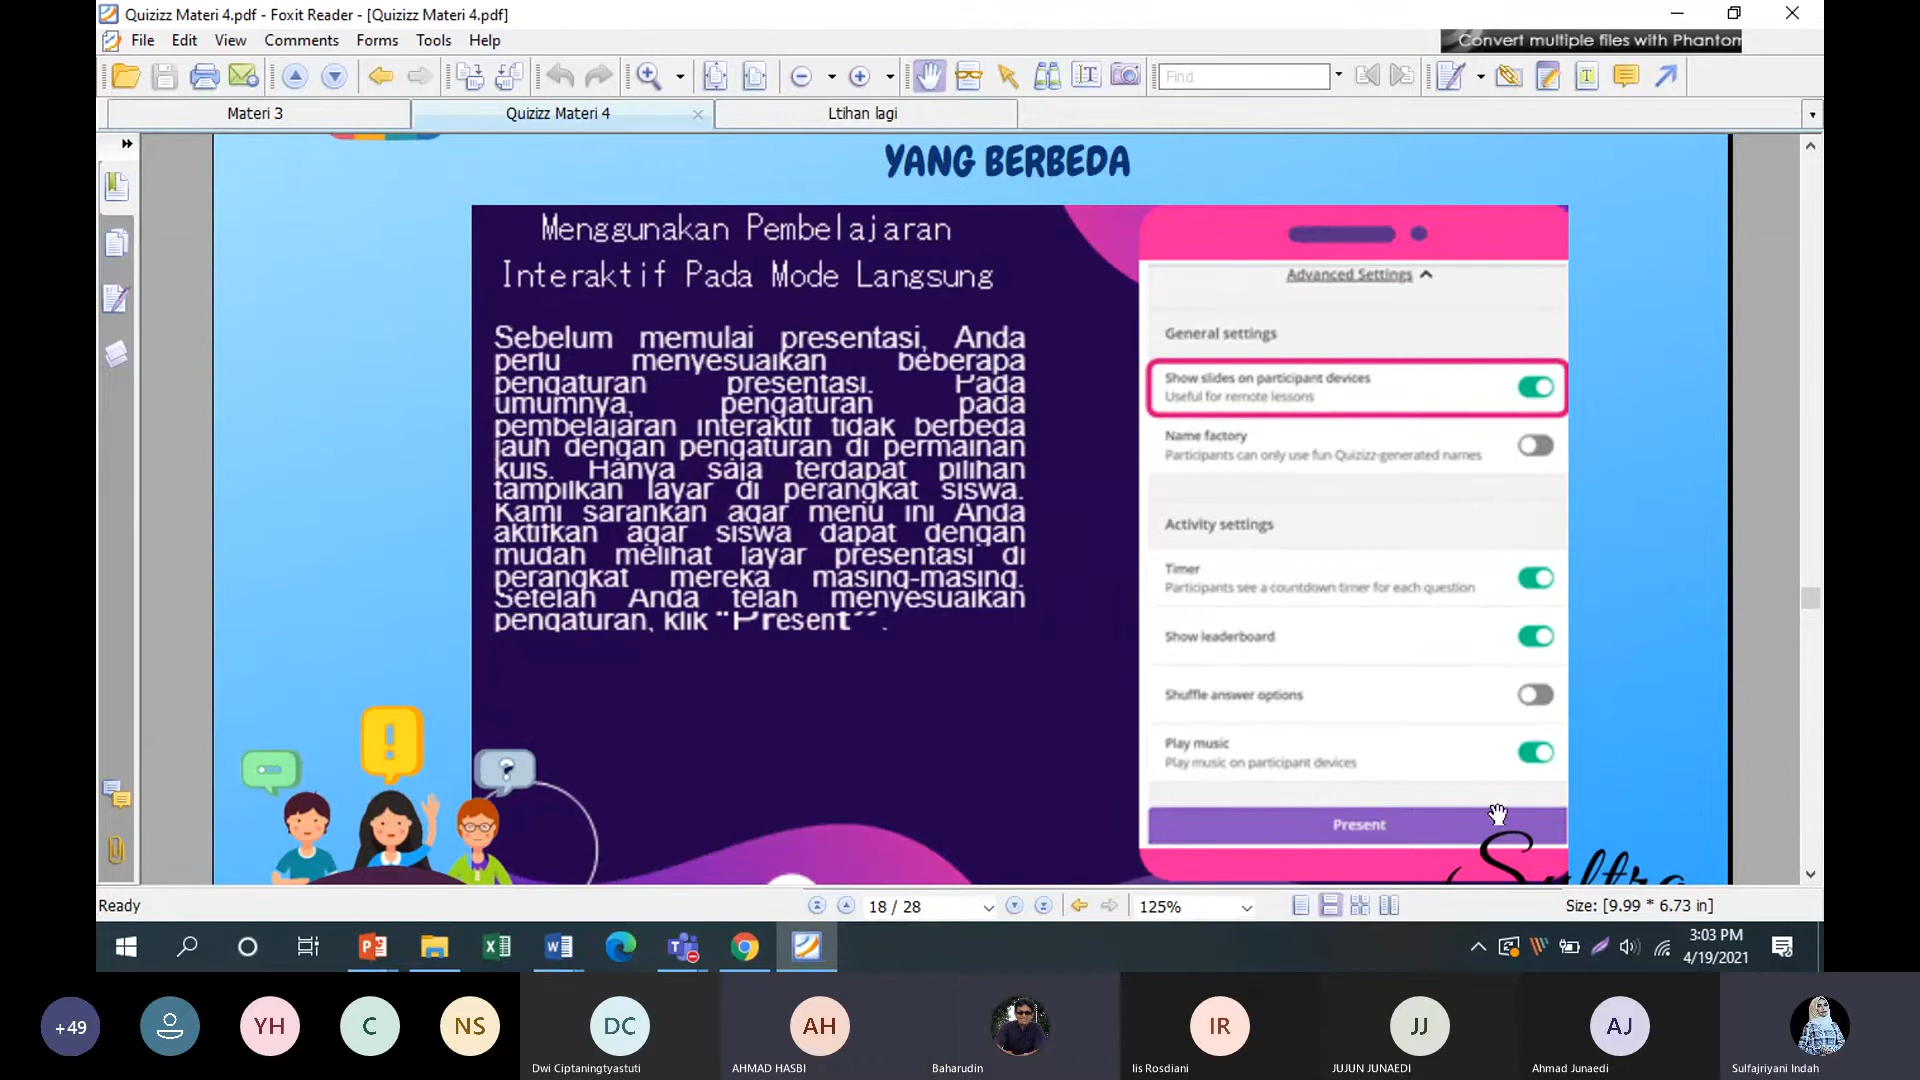 Quizizz Materi 4.pdf - Foxit Reader - [Quizizz Materi 4.pdf]
File Edit View Comments Forms Tools Help
Convert multiple files with Phantom
Find
Materi 3
Quizizz Materi 4
Ltihan lagi
YANG BERBEDA
Menggunakan Pembelajaran
Interaktif Pada Mode Langsung
Sebelum memulai presentasi, Anda
perlu menyesuaikan beberapa
pengaturan presentasi. Pada
umumnya, pengaturan pada
pembelajaran interaktif tidak berbeda
jauh dengan pengaturan di permainan
kuis. Hanya saja terdapat pilihan
tampilkan layar di perangkat siswa.
Kami sarankan agar menu ini Anda
aktifkan agar siswa dapat dengan
mudah melihat layar presentasi di
perangkat mereka masing-masing.
Setelah Anda telah menyesuaikan
pengaturan, klik "Present".
Advanced Settings
General settings
Show slides on participant devices
Useful for remote lessons
Name factory
Participants can only use fun Quizizz-generated names
Activity settings
Timer
Participants see a countdown timer for each question
Show leaderboard
Shuffle answer options
Play music
Play music on participant devices
Present
Ready
18 / 28
125%
Size: [9.99 * 6.73 in]
3:03 PM
4/19/2021
+49
YH
C
NS
DC
AH
IR
JJ
AJ
Dwi Ciptaningtyastuti
AHMAD HASBI
Baharudin
Iis Rosdiani
JUJUN JUNAEDI
Ahmad Junaedi
Sulfajriyani Indah